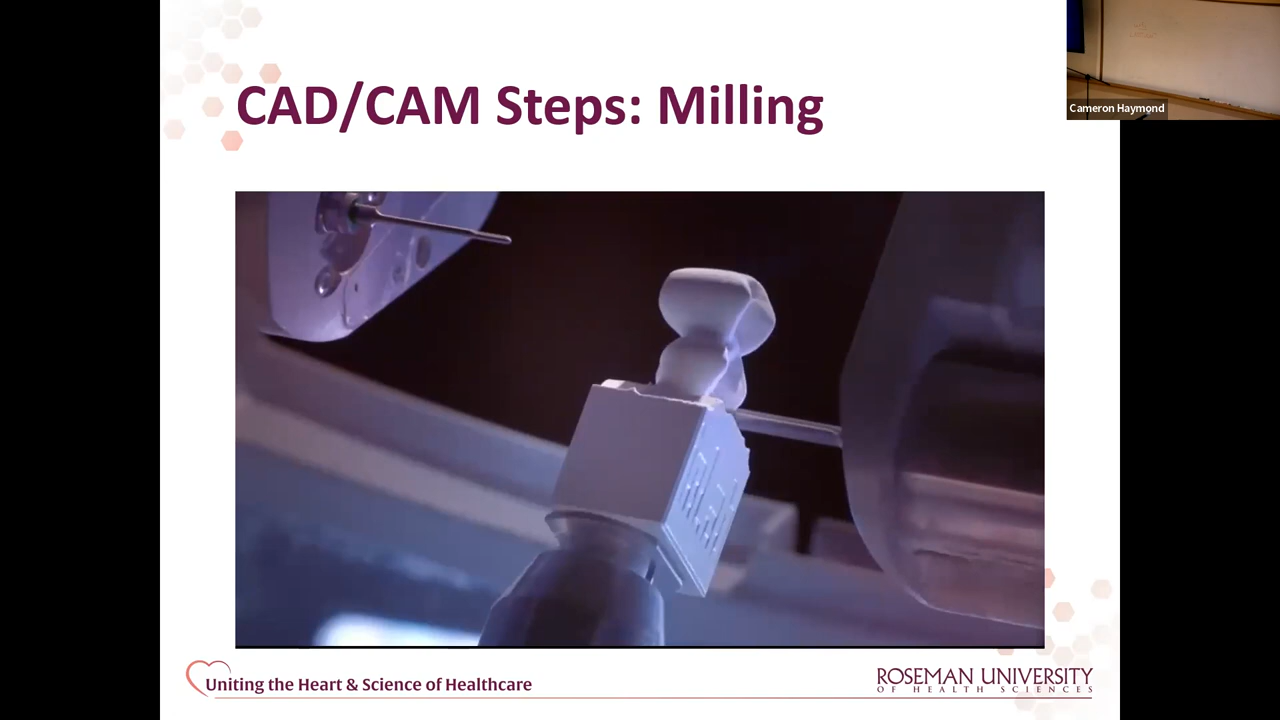 CAD/CAM Steps: Milling
Cameron Haymond
Uniting the Heart & Science of Healthcare
ROSEMAN UNIVERSITY
OF HEALTH SCIENCES